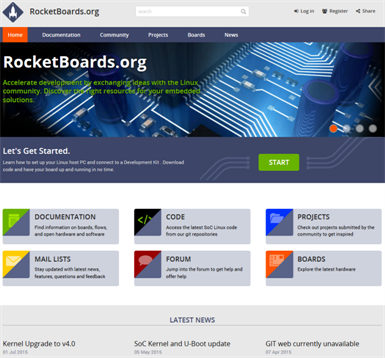 RocketBoards.org
Search
Log in
Register
Share
Home Documentation Community Projects Boards News
RocketBoards.org
Accelerate development by exchanging ideas with the Linux
community. Discover the right resources for your embedded
solutions.
Let's Get Started.
Learn how to set up your Linux host PC and connect to a Development Kit. Download
code and have your board up and running in no time.
START
DOCUMENTATION
Find information on boards, flows,
and open hardware and software
</>
CODE
Access the latest SoC Linux code
from our git repositories
PROJECTS
Check out projects submitted by the
community to get inspired
MAIL LISTS
Stay updated with latest news,
features, questions and feedback
FORUM
Jump into the forum to get help and
offer help
BOARDS
Explore the latest hardware
LATEST NEWS
Kernel Upgrade to v4.0
01 Jul 2015
SoC Kernel and U-Boot update
06 May 2015
GIT web currently unavailable
07 Apr 2015